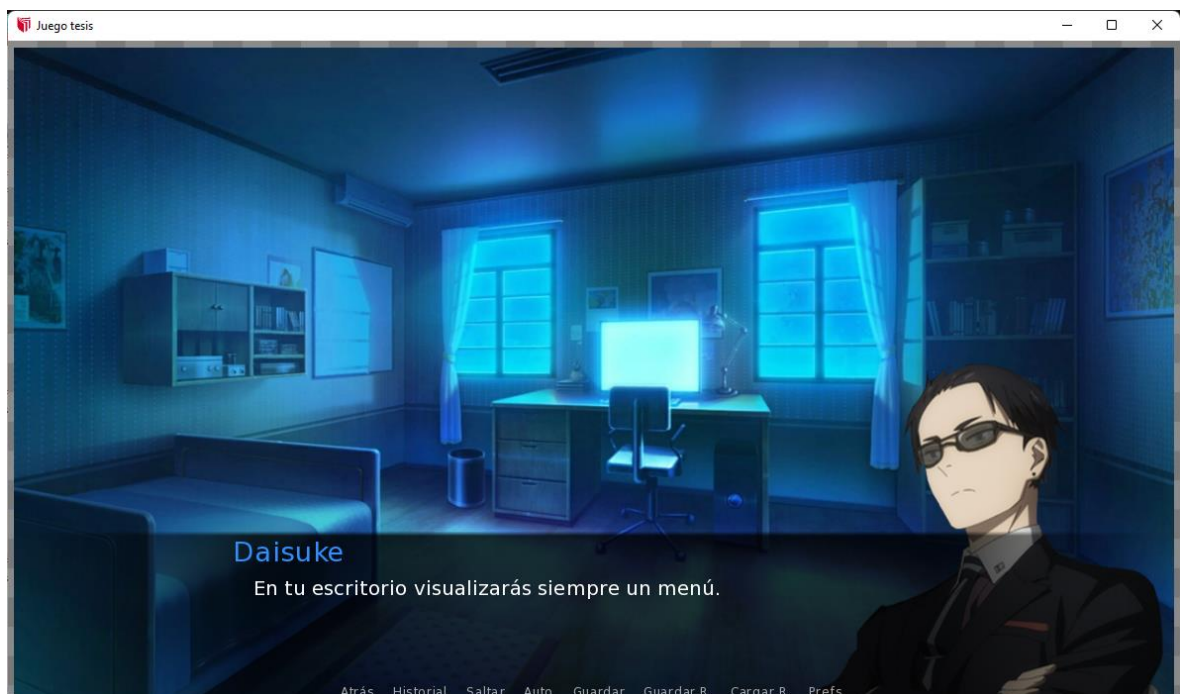 Juego tesis
Daisuke
En tu escritorio visualizarás siempre un menú.
Atrás Historial Saltar Auto Guardar Guardar R. Cargar R. Prefs